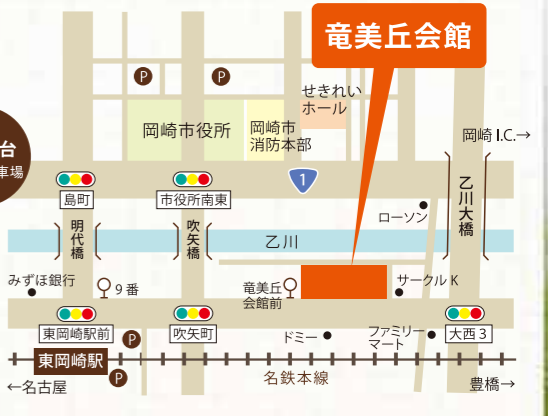 竜美丘会館
P
P
せきれい
ホール
岡崎市役所
岡崎市
消防本部
岡崎 I.C.→
台
車場
1
島町
市役所南東
ローソン
乙川大橋
明代橋
吹矢橋
乙川
みずほ銀行
9番
竜美丘
会館前
サークル K
東岡崎駅前
吹矢町
ドミー
ファミリー
マート
大西 3
P
東岡崎駅
P
名鉄本線
←名古屋
豊橋→